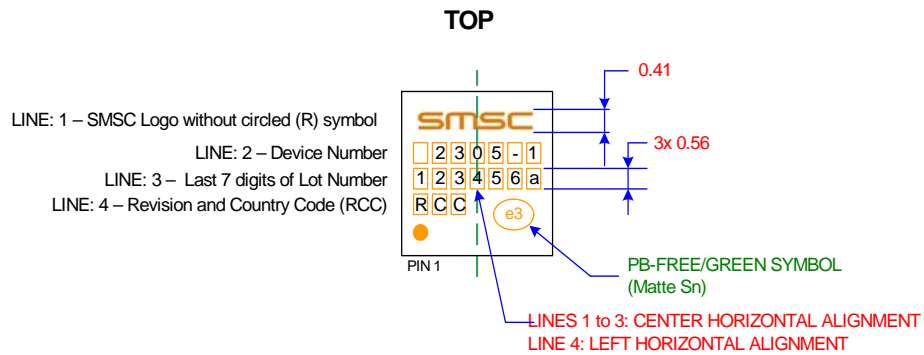 TOP
0.41
LINE: 1 – SMSC Logo without circled (R) symbol
SMSC
3x 0.56
LINE: 2 – Device Number
2305-1
LINE: 3 – Last 7 digits of Lot Number
123456a
LINE: 4 – Revision and Country Code (RCC)
RCC
e3
PIN 1
PB-FREE/GREEN SYMBOL
(Matte Sn)
LINES 1 to 3: CENTER HORIZONTAL ALIGNMENT
LINE 4: LEFT HORIZONTAL ALIGNMENT